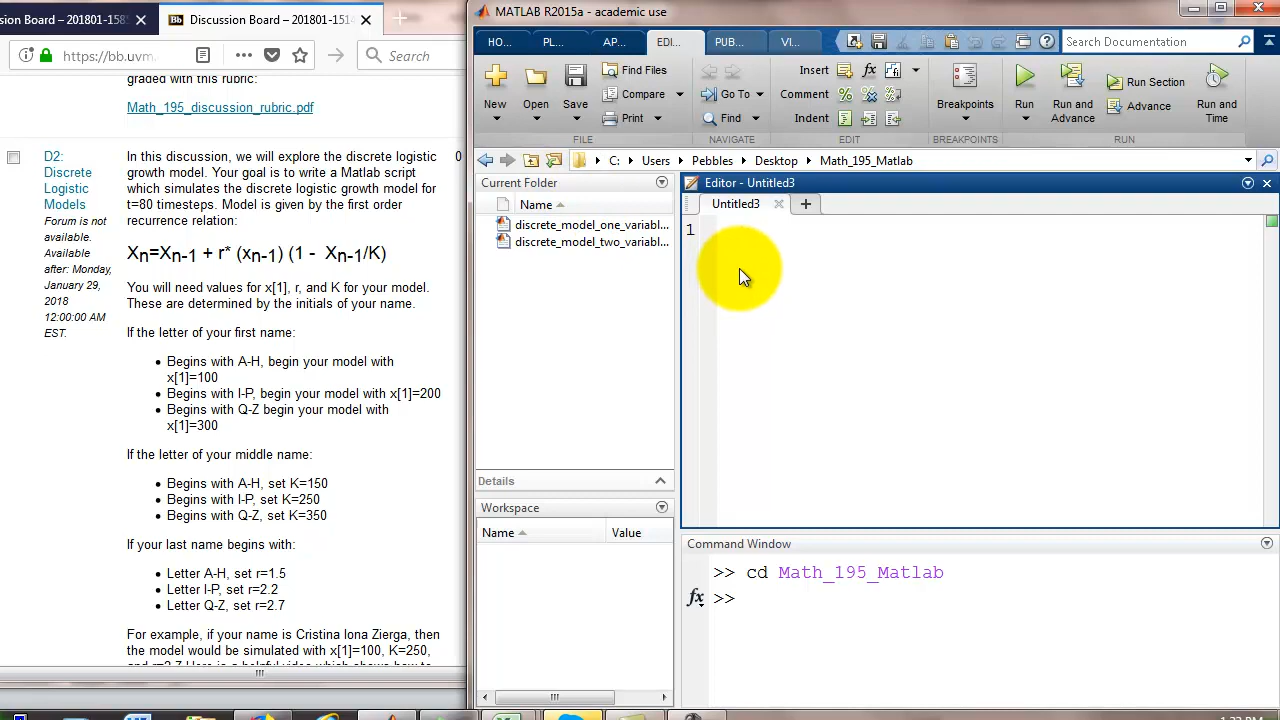 sion Board – 201801-158
Discussion Board – 201801-1514
MATLAB R2015a - academic use
https://bb.uvm.
Search
HO...
PL...
AP...
EDI...
PUB...
VI...
Search Documentation
New
Open
Save
Find Files
Compare
Print
Go To
Find
Insert
Comment
Indent
Breakpoints
Run
Run and
Advance
Run Section
Advance
Run and
Time
FILE
NAVIGATE
EDIT
BREAKPOINTS
RUN
C:
Users
Pebbles
Desktop
Math_195_Matlab
graded with this rubric:
Math_195_discussion_rubric.pdf
D2:
Discrete
Logistic
Models
Forum is not
available.
Available
after: Monday,
January 29,
2018
12:00:00 AM
EST.
In this discussion, we will explore the discrete logistic
growth model. Your goal is to write a Matlab script
which simulates the discrete logistic growth model for
t=80 timesteps. Model is given by the first order
recurrence relation:
0
Xn=Xn-1 + r* (xn-1) (1 - Xn-1/K)
You will need values for x[1], r, and K for your model.
These are determined by the initials of your name.
If the letter of your first name:
• Begins with A-H, begin your model with
x[1]=100
• Begins with I-P, begin your model with x[1]=200
• Begins with Q-Z begin your model with
x[1]=300
If the letter of your middle name:
• Begins with A-H, set K=150
• Begins with I-P, set K=250
• Begins with Q-Z, set K=350
If your last name begins with:
• Letter A-H, set r=1.5
• Letter I-P, set r=2.2
• Letter Q-Z, set r=2.7
For example, if your name is Cristina Iona Zierga, then
the model would be simulated with x[1]=100, K=250,
Current Folder
Name
discrete_model_one_variabl...
discrete_model_two_variabl...
Details
Workspace
Name
Value
Editor - Untitled3
Untitled3
1
Command Window
>> cd Math_195_Matlab
fx >>